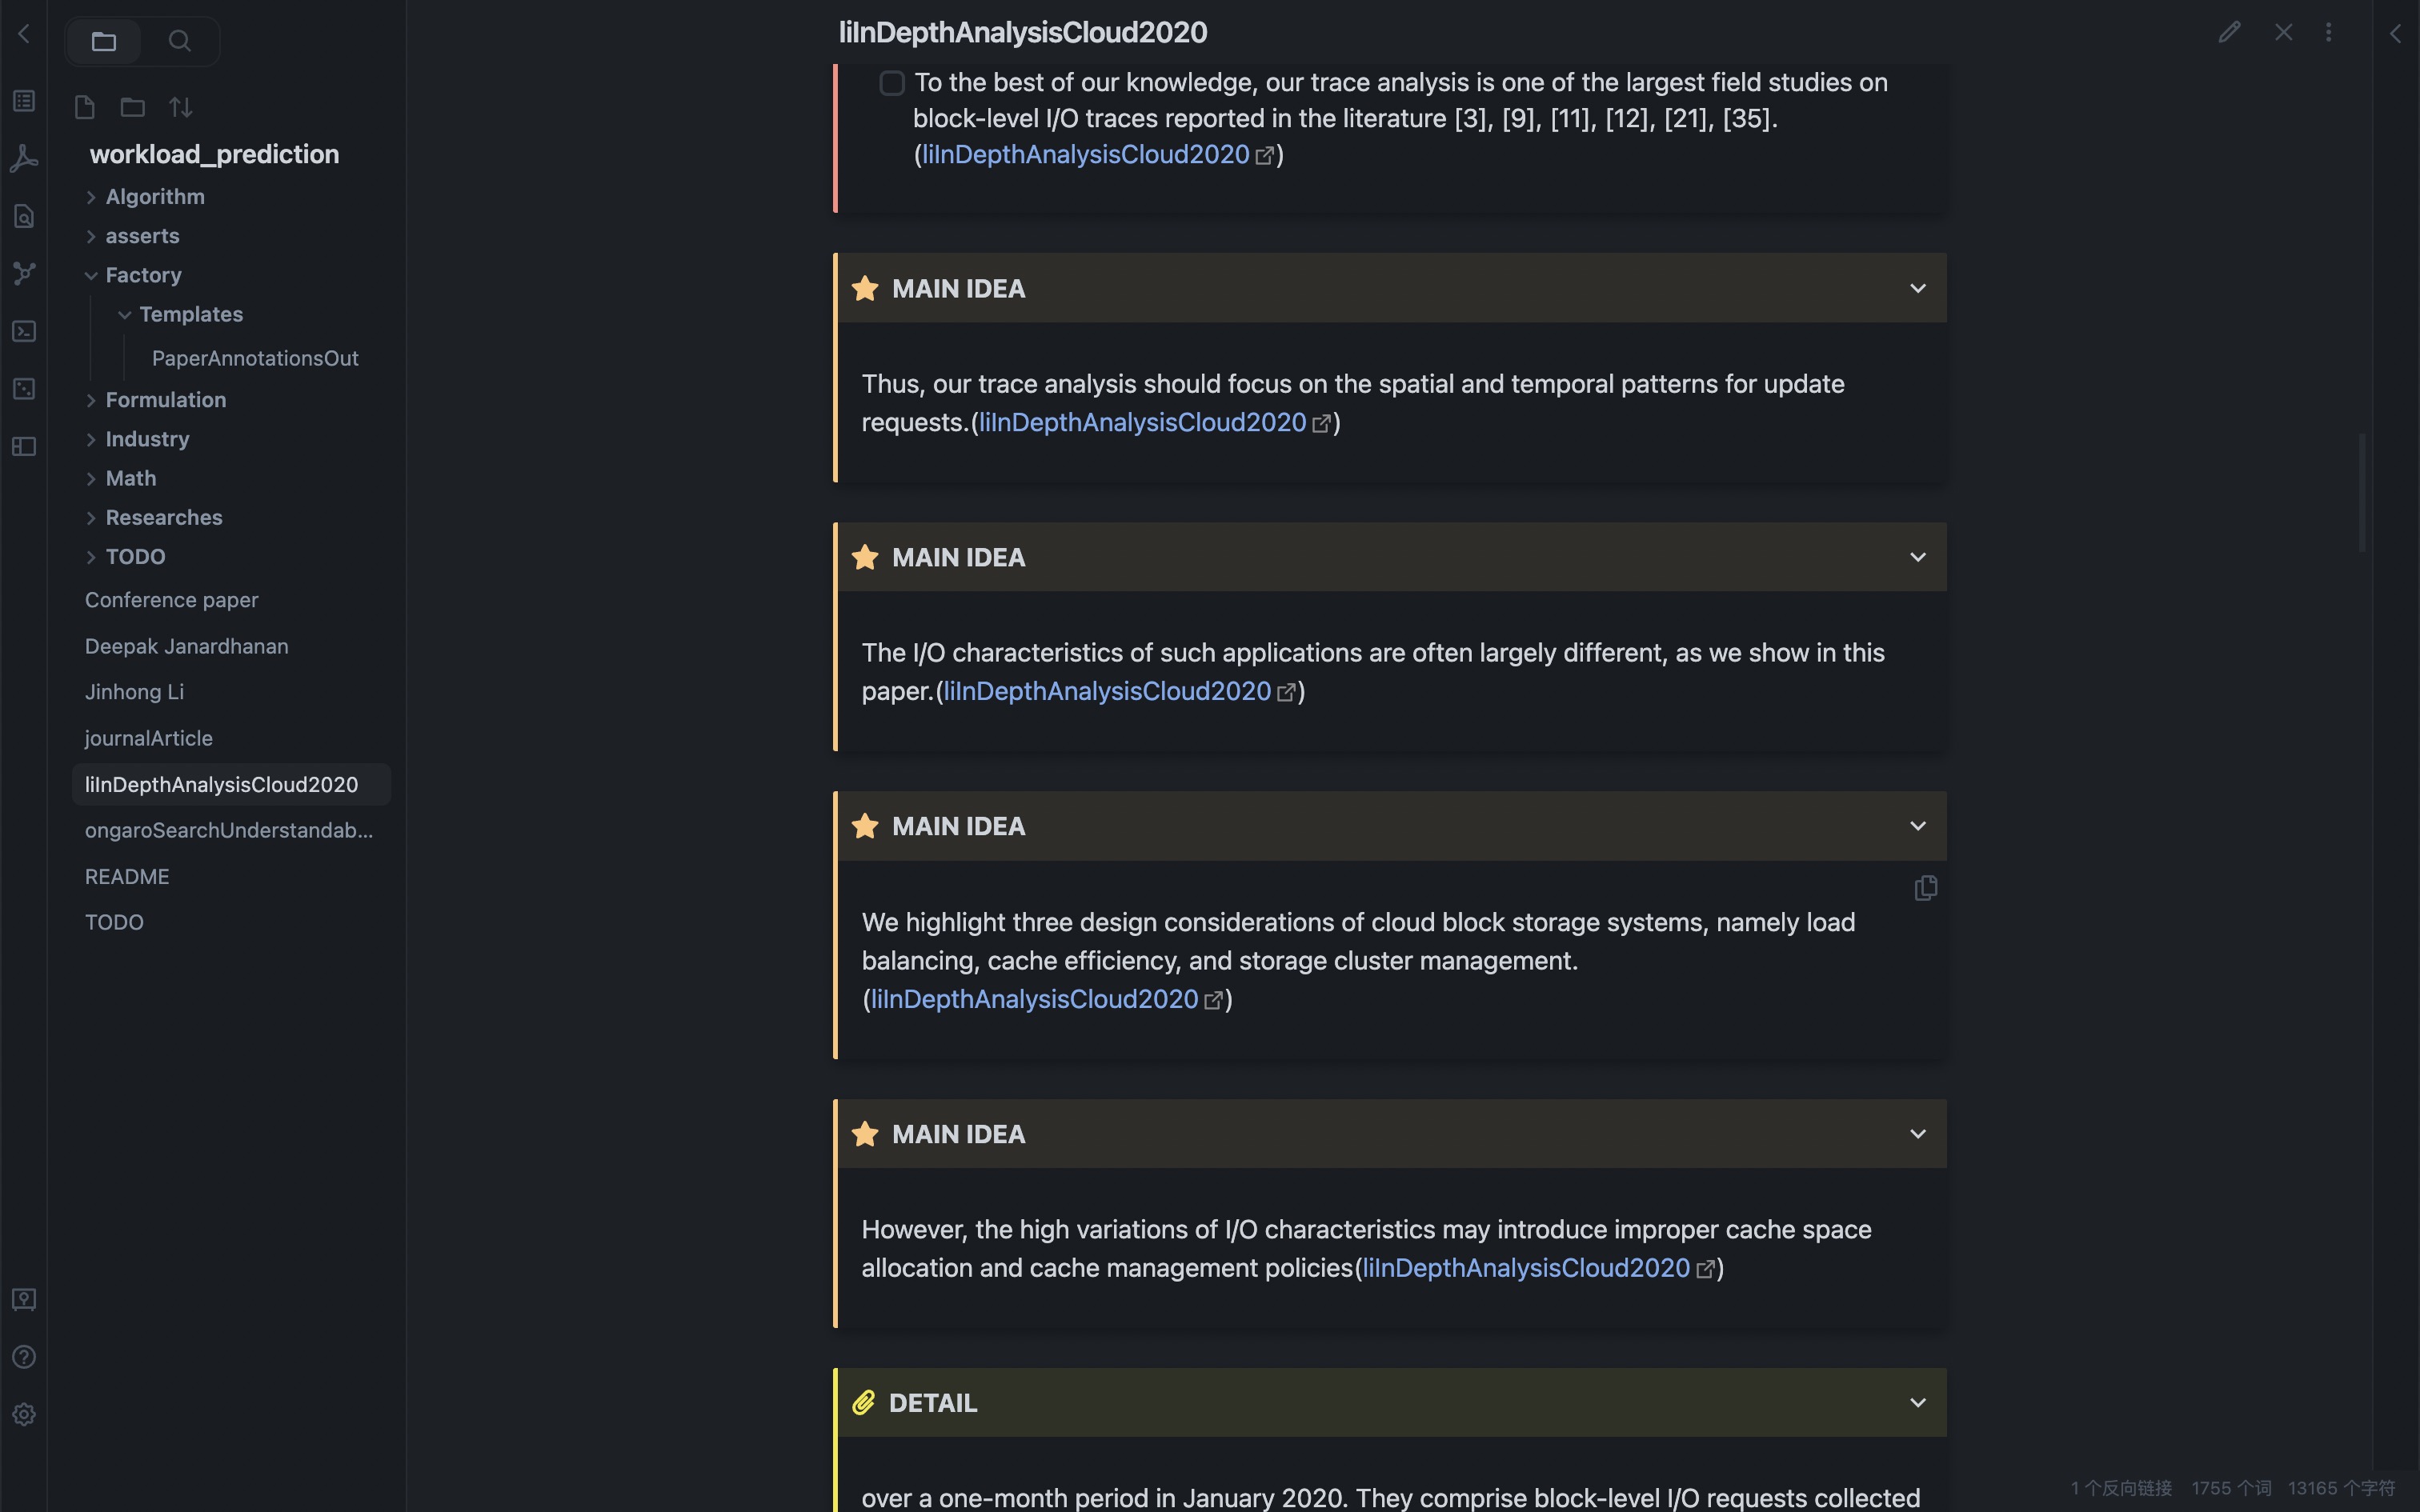 workload_prediction
Algorithm
asserts
Factory
Templates
PaperAnnotationsOut
Formulation
Industry
Math
Researches
TODO
Conference paper
Deepak Janardhanan
Jinhong Li
journalArticle
liInDepthAnalysisCloud2020
ongaroSearchUnderstandab...
README
TODO
liInDepthAnalysisCloud2020
To the best of our knowledge, our trace analysis is one of the largest field studies on
block-level I/O traces reported in the literature [3], [9], [11], [12], [21], [35].
(liInDepthAnalysisCloud2020)
MAIN IDEA
Thus, our trace analysis should focus on the spatial and temporal patterns for update
requests.(liInDepthAnalysisCloud2020)
MAIN IDEA
The I/O characteristics of such applications are often largely different, as we show in this
paper.(liInDepthAnalysisCloud2020)
MAIN IDEA
We highlight three design considerations of cloud block storage systems, namely load
balancing, cache efficiency, and storage cluster management.
(liInDepthAnalysisCloud2020)
MAIN IDEA
However, the high variations of I/O characteristics may introduce improper cache space
allocation and cache management policies(liInDepthAnalysisCloud2020)
DETAIL
over a one-month period in January 2020. They comprise block-level I/O requests collected
1 个反向链接 1755 个词 13165 个字符